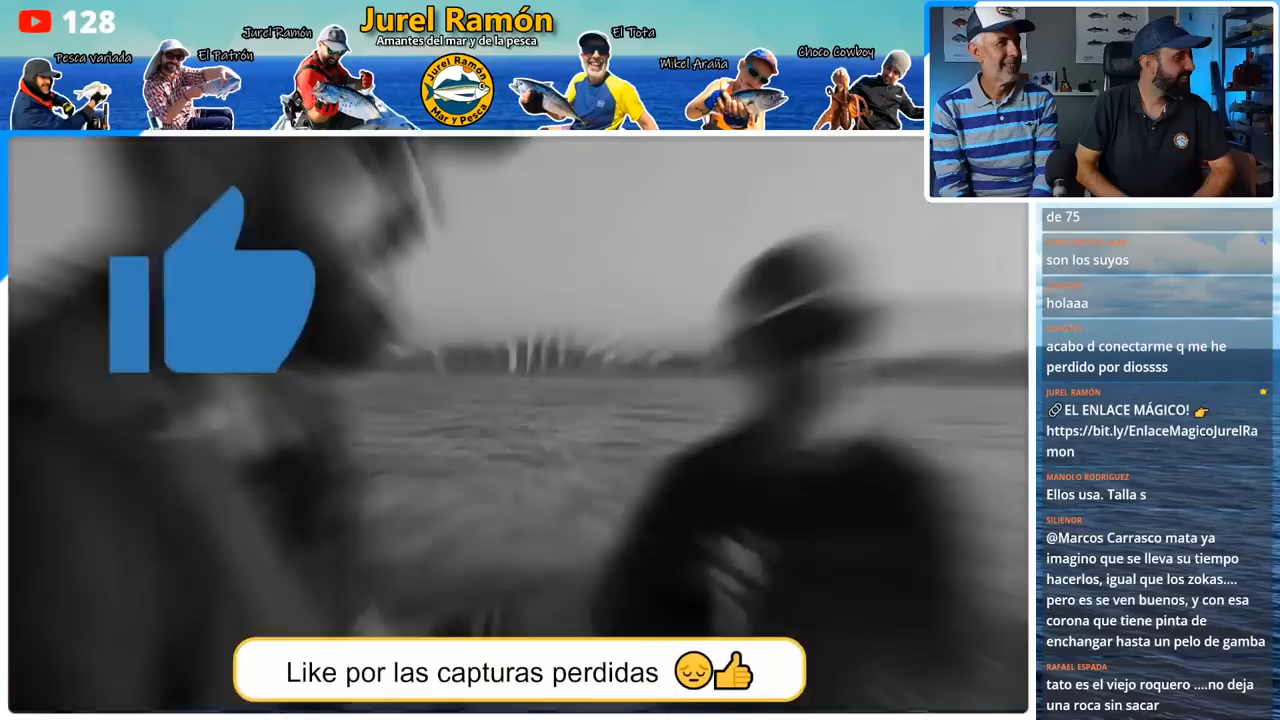 128
Jurel Ramón
Amantes del mar y de la pesca
Pesca variada
El Patrón
Jurel Ramón
Jurel Ramón
Mar y Pesca
El Tota
Mikel Araña
Choco Cowboy
de 75
son los suyos
holaaa
acabo d conectarme q me he
perdido por diossss
JUREL RAMÓN
🔗EL ENLACE MÁGICO! 👉
https://bit.ly/EnlaceMagicoJurelRa
mon
MANOLO RODRÍGUEZ
Ellos usa. Talla s
SILIENOR
@Marcos Carrasco mata ya
imagino que se lleva su tiempo
hacerlos, igual que los zokas....
pero es se ven buenos, y con esa
corona que tiene pinta de
enchangar hasta un pelo de gamba
RAFAEL ESPADA
tato es el viejo roquero ....no deja
una roca sin sacar
Like por las capturas perdidas 😔👍